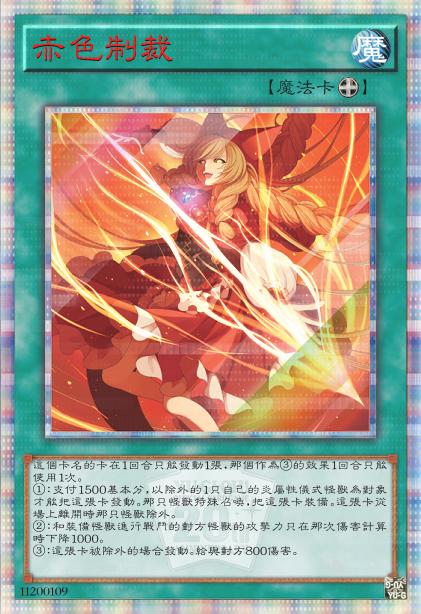 赤色制裁
魔
【魔法卡】
這個卡名的卡在1回合只能發動1張,那個作為③的效果1回合只能
使用1次。
①:支付1500基本分,以除外的1只自己的炎屬性儀式怪獸為對象
才能把這張卡發動。那只怪獸特殊召喚,把這張卡裝備。這張卡從
場上離開時那只怪獸除外。
②:和裝備怪獸進行戰鬥的對方怪獸的攻擊力只在那次傷害計算
時下降1000。
③:這張卡被除外的場合發動。給與對方800傷害。
11200109